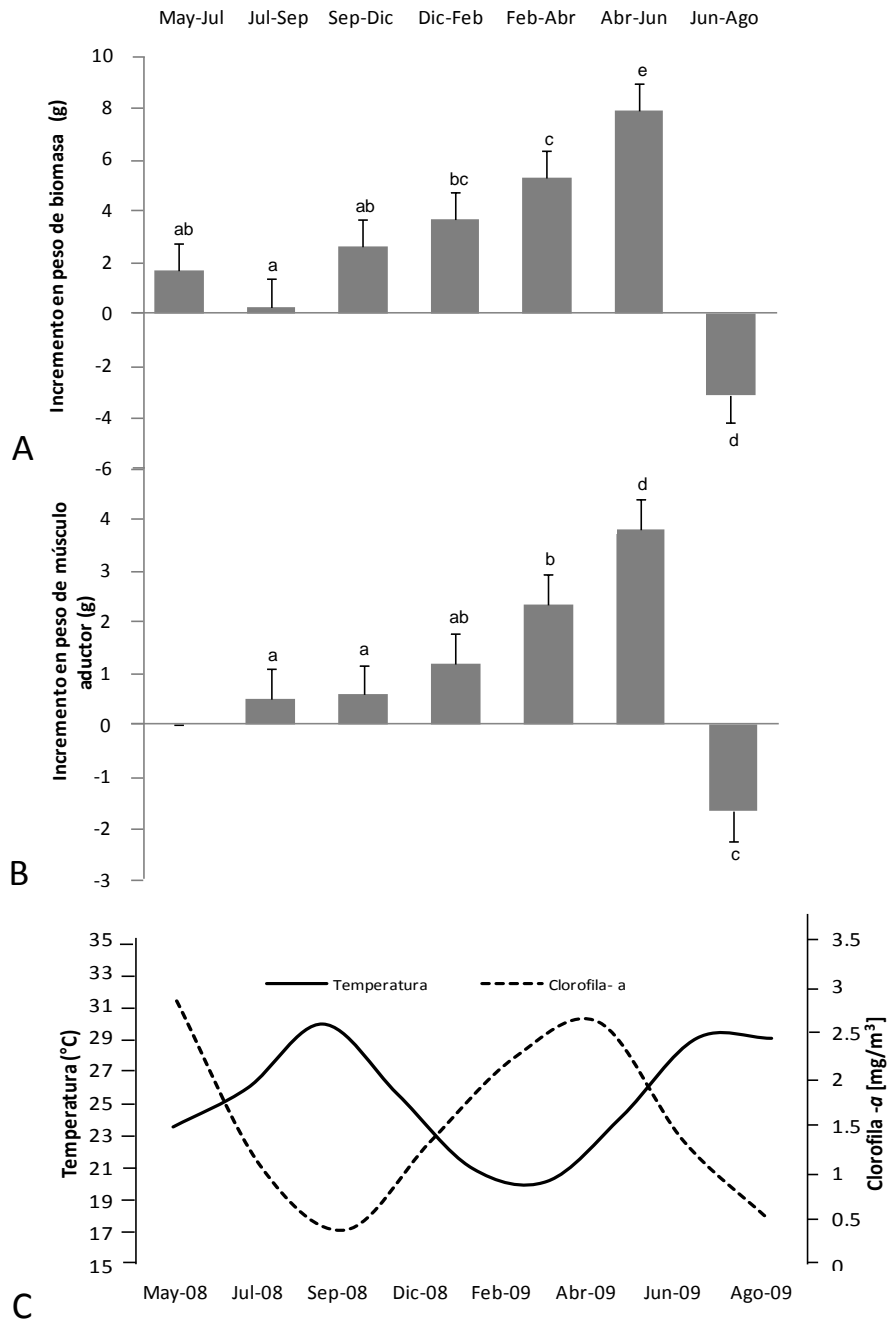 May-Jul Jul-Sep Sep-Dic Dic-Feb Feb-Abr Abr-Jun Jun-Ago
Incremento en peso de biomasa (g)
10
8
6
4
2
0
-2
-4
-6
ab
a
ab
bc
c
e
d
A
Incremento en peso de músculo
aductor (g)
4
3
2
1
0
-1
-2
-3
a
a
ab
b
d
c
B
Temperatura (°C)
35
33
31
29
27
25
23
21
19
17
15
Temperatura
Clorofila- a
3.5
3
2.5
2
1.5
1
0.5
0
Clorofila -a [mg/m³]
May-08 Jul-08 Sep-08 Dic-08 Feb-09 Abr-09 Jun-09 Ago-09
C